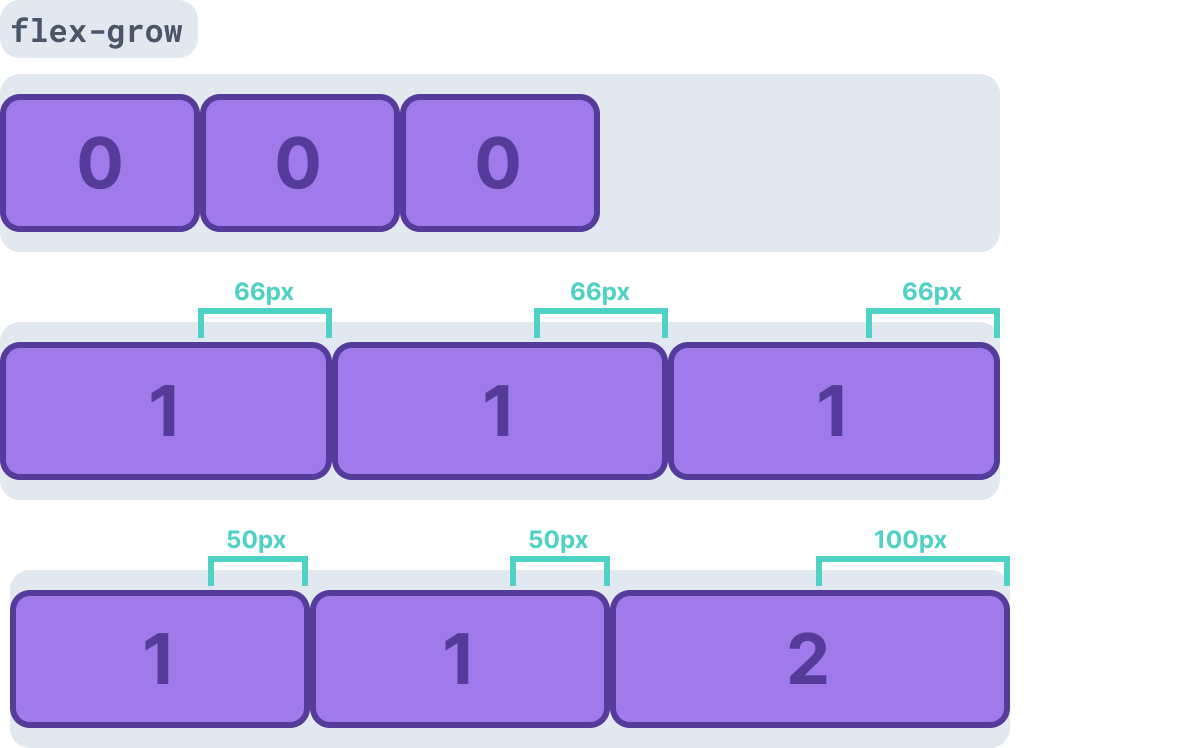 flex-grow
0 0 0
66px 66px 66px
1 1 1
50px 50px 100px
1 1 2